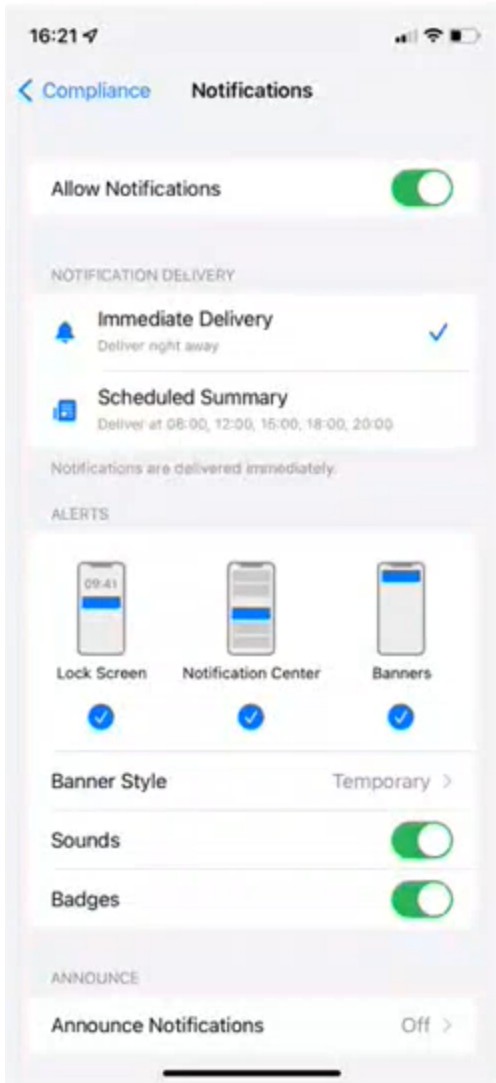 16:21
Compliance Notifications
Allow Notifications
NOTIFICATION DELIVERY
Immediate Delivery
Deliver right away
Scheduled Summary
Deliver at 08:00, 12:00, 15:00, 18:00, 20:00
Notifications are delivered immediately.
ALERTS
09:41
Lock Screen Notification Center Banners
Banner Style Temporary
Sounds
Badges
ANNOUNCE
Announce Notifications Off